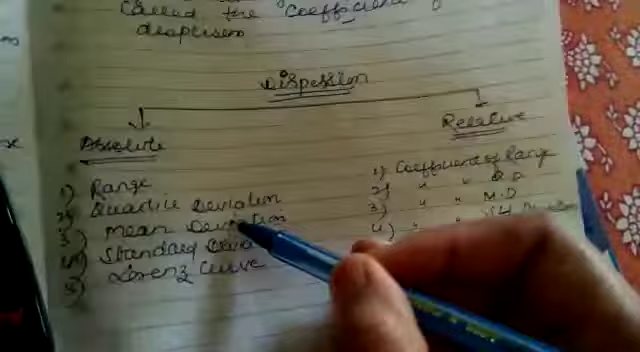 called the Coefficient of
dispersion
Dispersion
Absolute
Relative
1) Range
2) Quartile Deviation
3) Mean Deviation
4) Standard
5) Lorenz Curve
1) Coefficient of Range
2) " " Q.D
3) " " M.D
4) " "